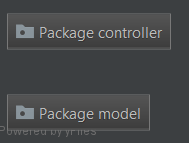 Package controller
Package model
Powered by yFiles